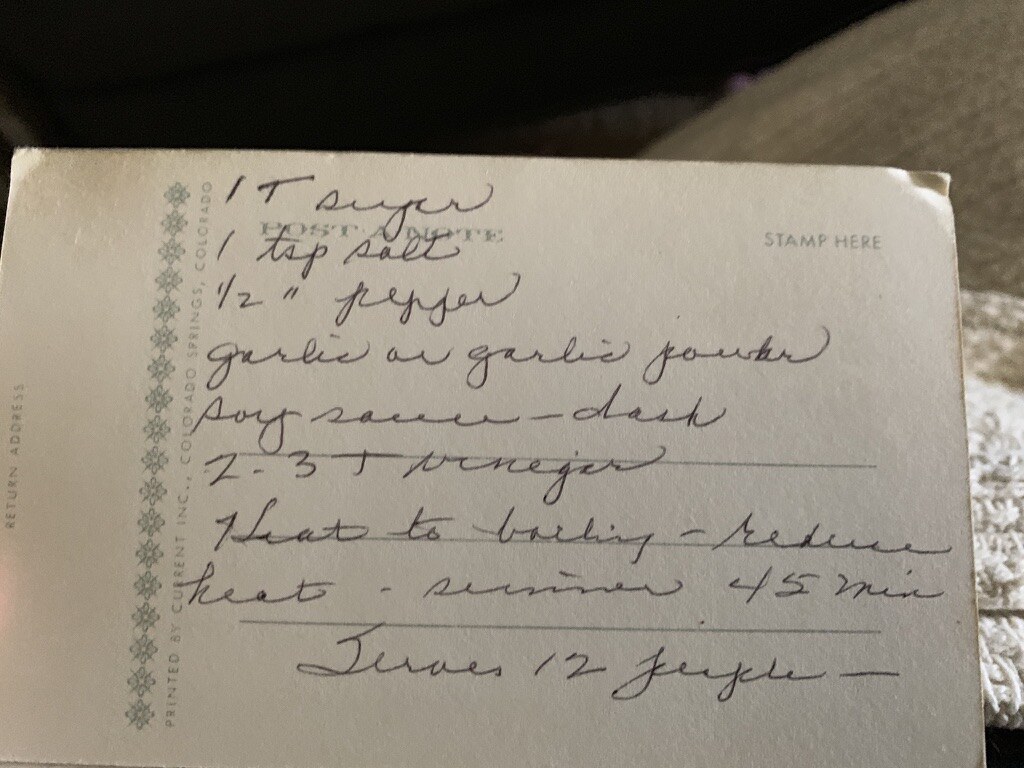 1 T sugar
POST A NOTE
STAMP HERE
1 tsp salt
1/2 " pepper
garlic or garlic powder
soy sauce - dash
2-3 T vinegar
Heat to boiling - reduce
heat - simmer 45 min
Serves 12 people -
RETURN ADDRESS
PRINTED BY CURRENT INC., COLORADO SPRINGS, COLORADO